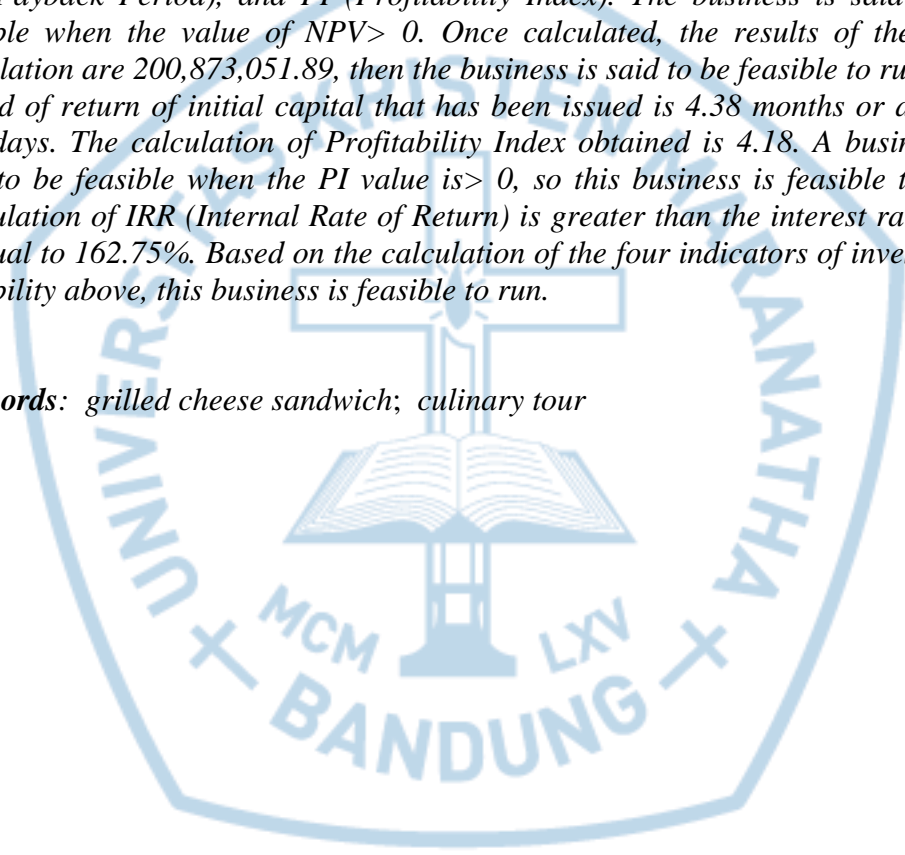 Payback Period), and PI (Profitability Index). The business is said
ble when the value of NPV> 0. Once calculated, the results of the
lation are 200,873,051.89, then the business is said to be feasible to ru
d of return of initial capital that has been issued is 4.38 months or a
days. The calculation of Profitability Index obtained is 4.18. A busin
to be feasible when the PI value is> 0, so this business is feasible t
ulation of IRR (Internal Rate of Return) is greater than the interest ra
ual to 162.75%. Based on the calculation of the four indicators of inve
bility above, this business is feasible to run.
ords: grilled cheese sandwich; culinary tour
UNIVERSITAS KRISTEN MARANATHA
MCM LXV
BANDUNG